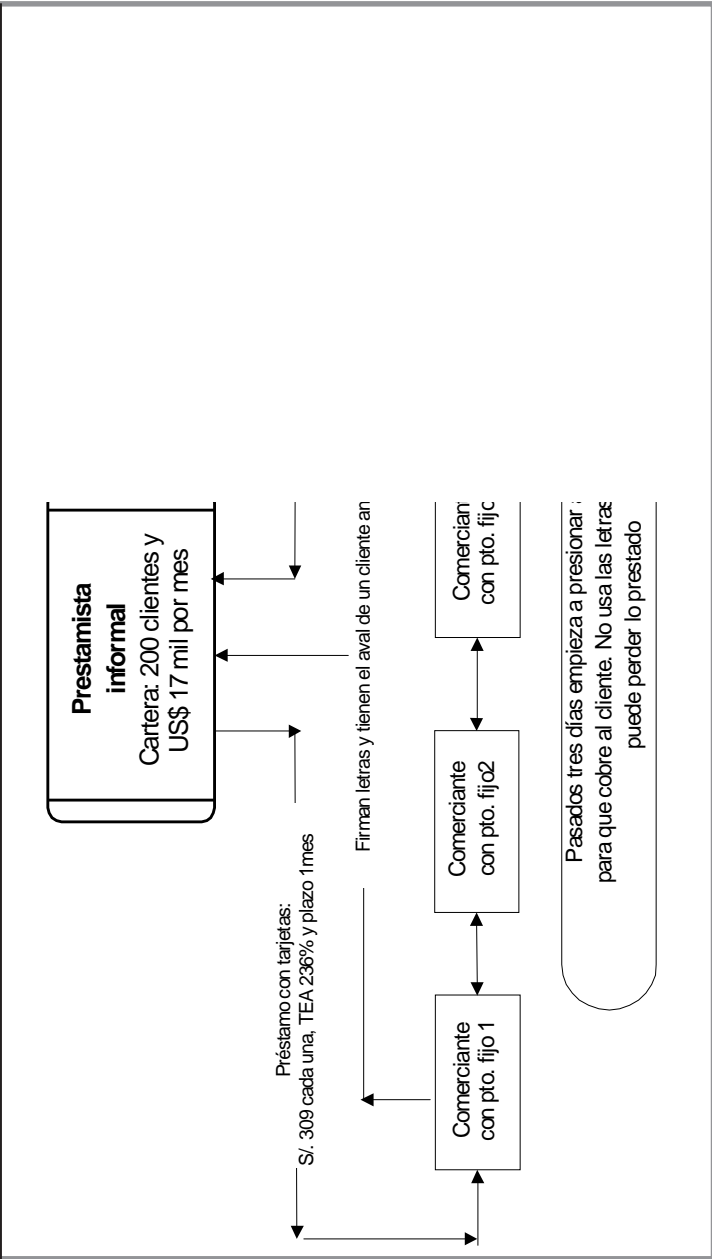 Prestamista
informal
Cartera: 200 clientes y
US$ 17 mil por mes
Préstamo con tarjetas:
S/. 309 cada una, TEA 236% y plazo 1mes
Firman letras y tienen el aval de un cliente an
Comerciante
con pto. fijo 1
Comerciante
con pto. fijo2
Comerciant
con pto. fijo
Pasados tres días empieza a presionar
para que cobre al cliente. No usa las letras
puede perder lo prestado